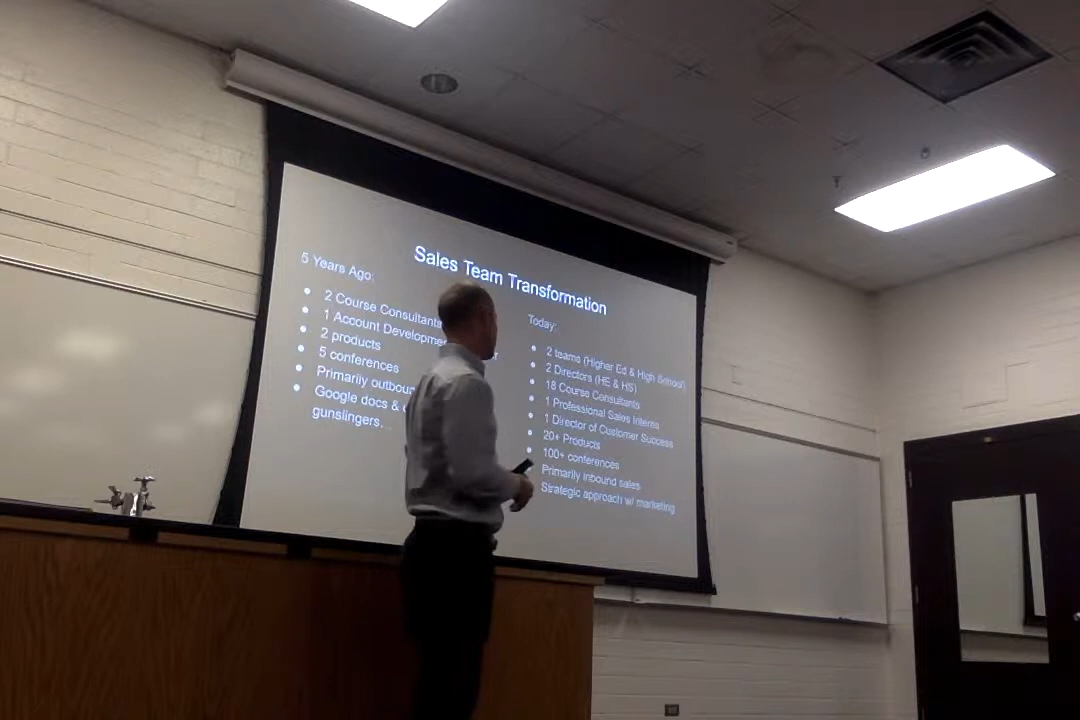 Sales Team Transformation
5 Years Ago:
2 Course Consultants
1 Account
2 products
5 conferences
Primarily
Google docs &
gunslingers...
Today:
2 teams (Higher Ed & High School)
2 Directors (HE & HS)
18 Course Consultants
1 Professional Sales Interns
1 Director of Customer Success
20+ Products
100+ conferences
Primarily inbound sales
Strategic approach w/ marketing